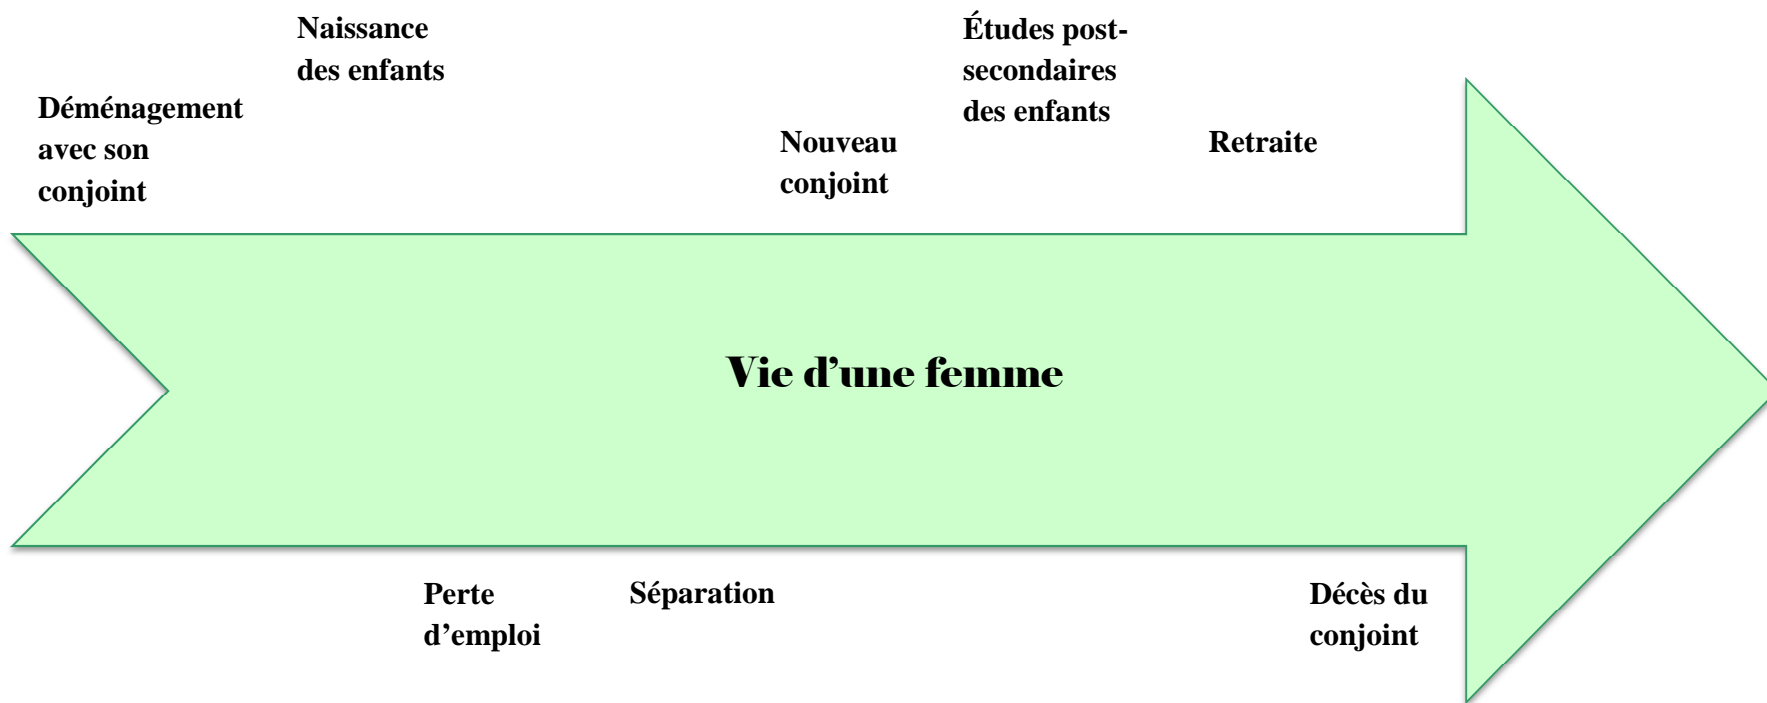 Déménagement
avec son
conjoint
Naissance
des enfants
Nouveau
conjoint
Études post-
secondaires
des enfants
Retraite
Vie d’une femme
Perte
d’emploi
Séparation
Décès du
conjoint